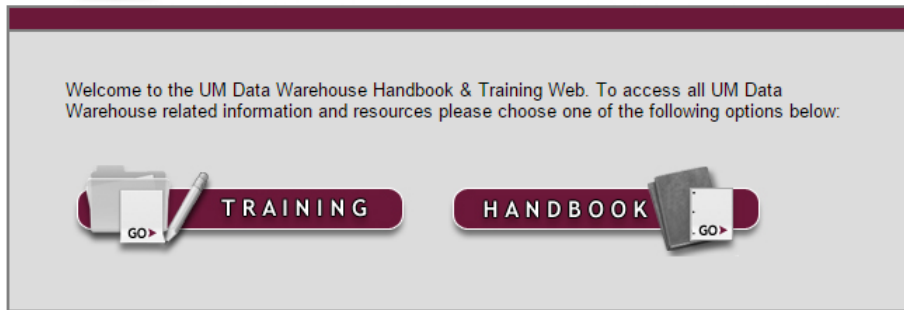 Welcome to the UM Data Warehouse Handbook & Training Web. To access all UM Data
Warehouse related information and resources please choose one of the following options below:
TRAINING
GO
HANDBOOK
GO